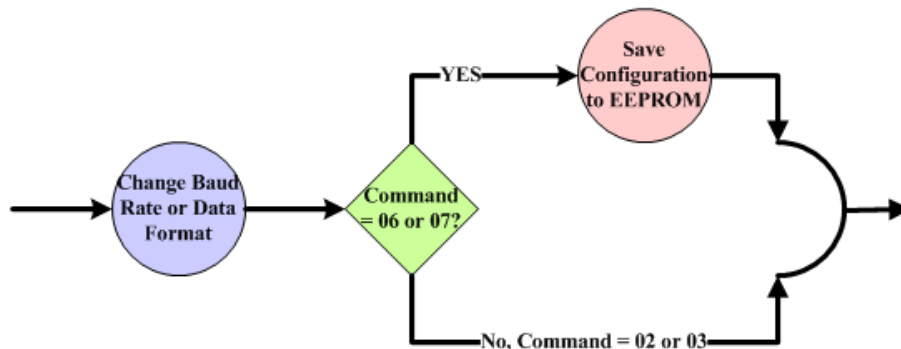 Save
Configuration
to EEPROM
YES
Change Baud
Rate or Data
Format
Command
= 06 or 07?
No, Command = 02 or 03